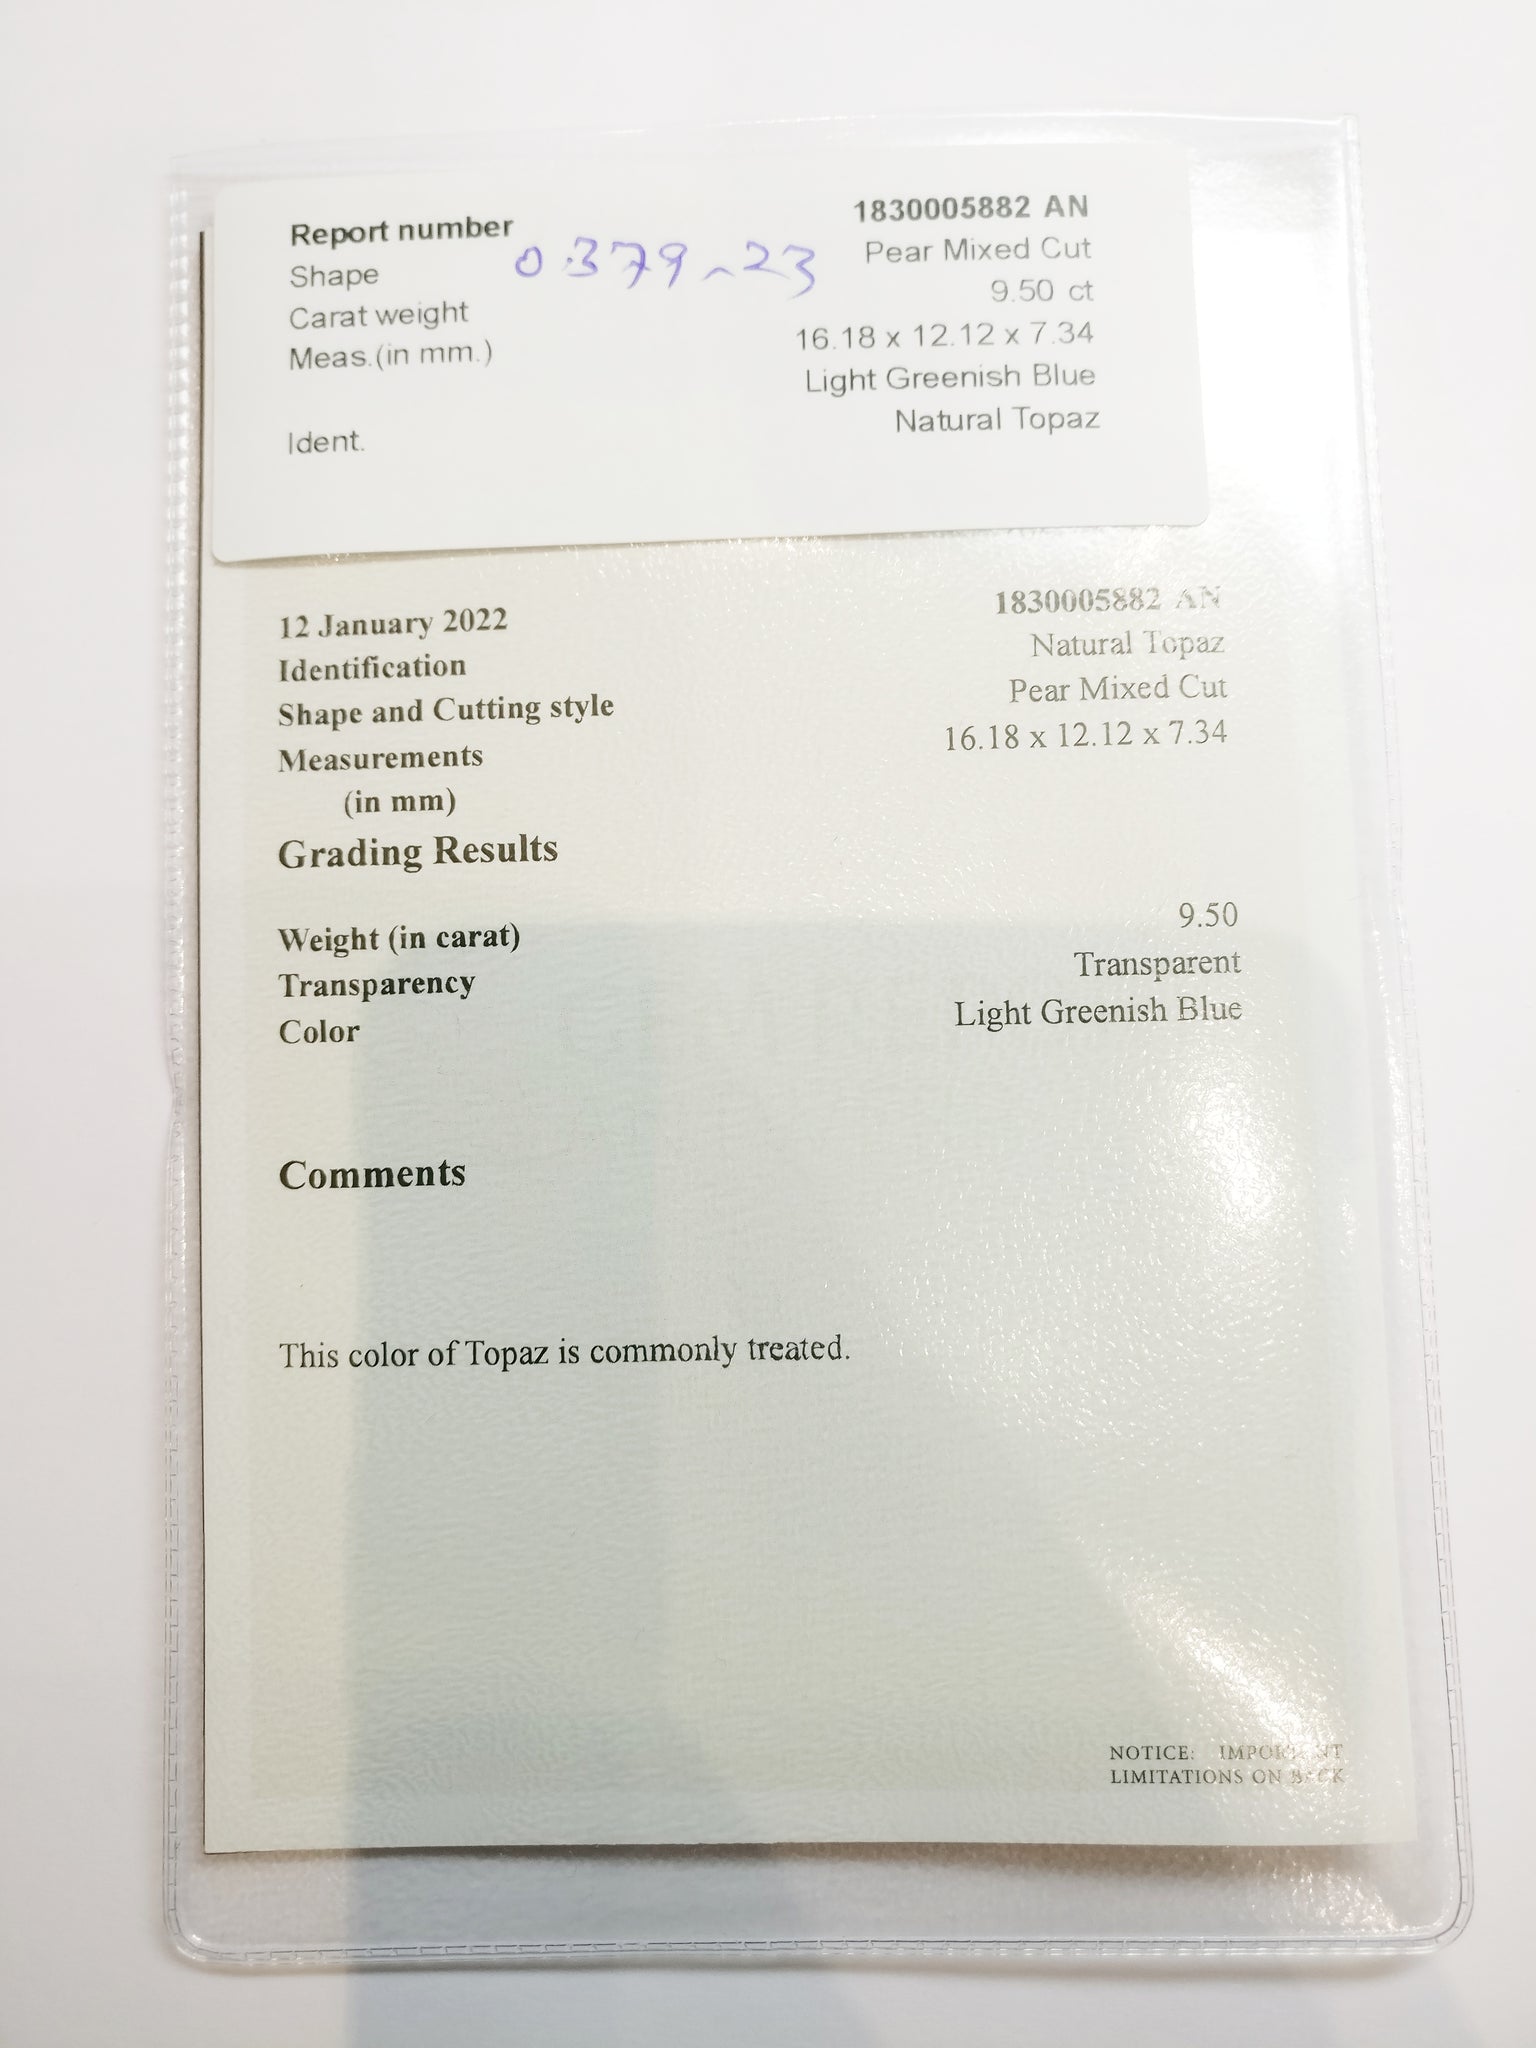 Report number 1830005882 AN
Shape 0.379-23 Pear Mixed Cut
Carat weight 9.50 ct
Meas.(in mm.) 16.18 x 12.12 x 7.34
Light Greenish Blue
Ident. Natural Topaz
12 January 2022 1830005882 AN
Identification Natural Topaz
Shape and Cutting style Pear Mixed Cut
Measurements 16.18 x 12.12 x 7.34
(in mm)
Grading Results
Weight (in carat) 9.50
Transparency Transparent
Color Light Greenish Blue
Comments
This color of Topaz is commonly treated.
NOTICE: IMPORTANT
LIMITATIONS ON BACK